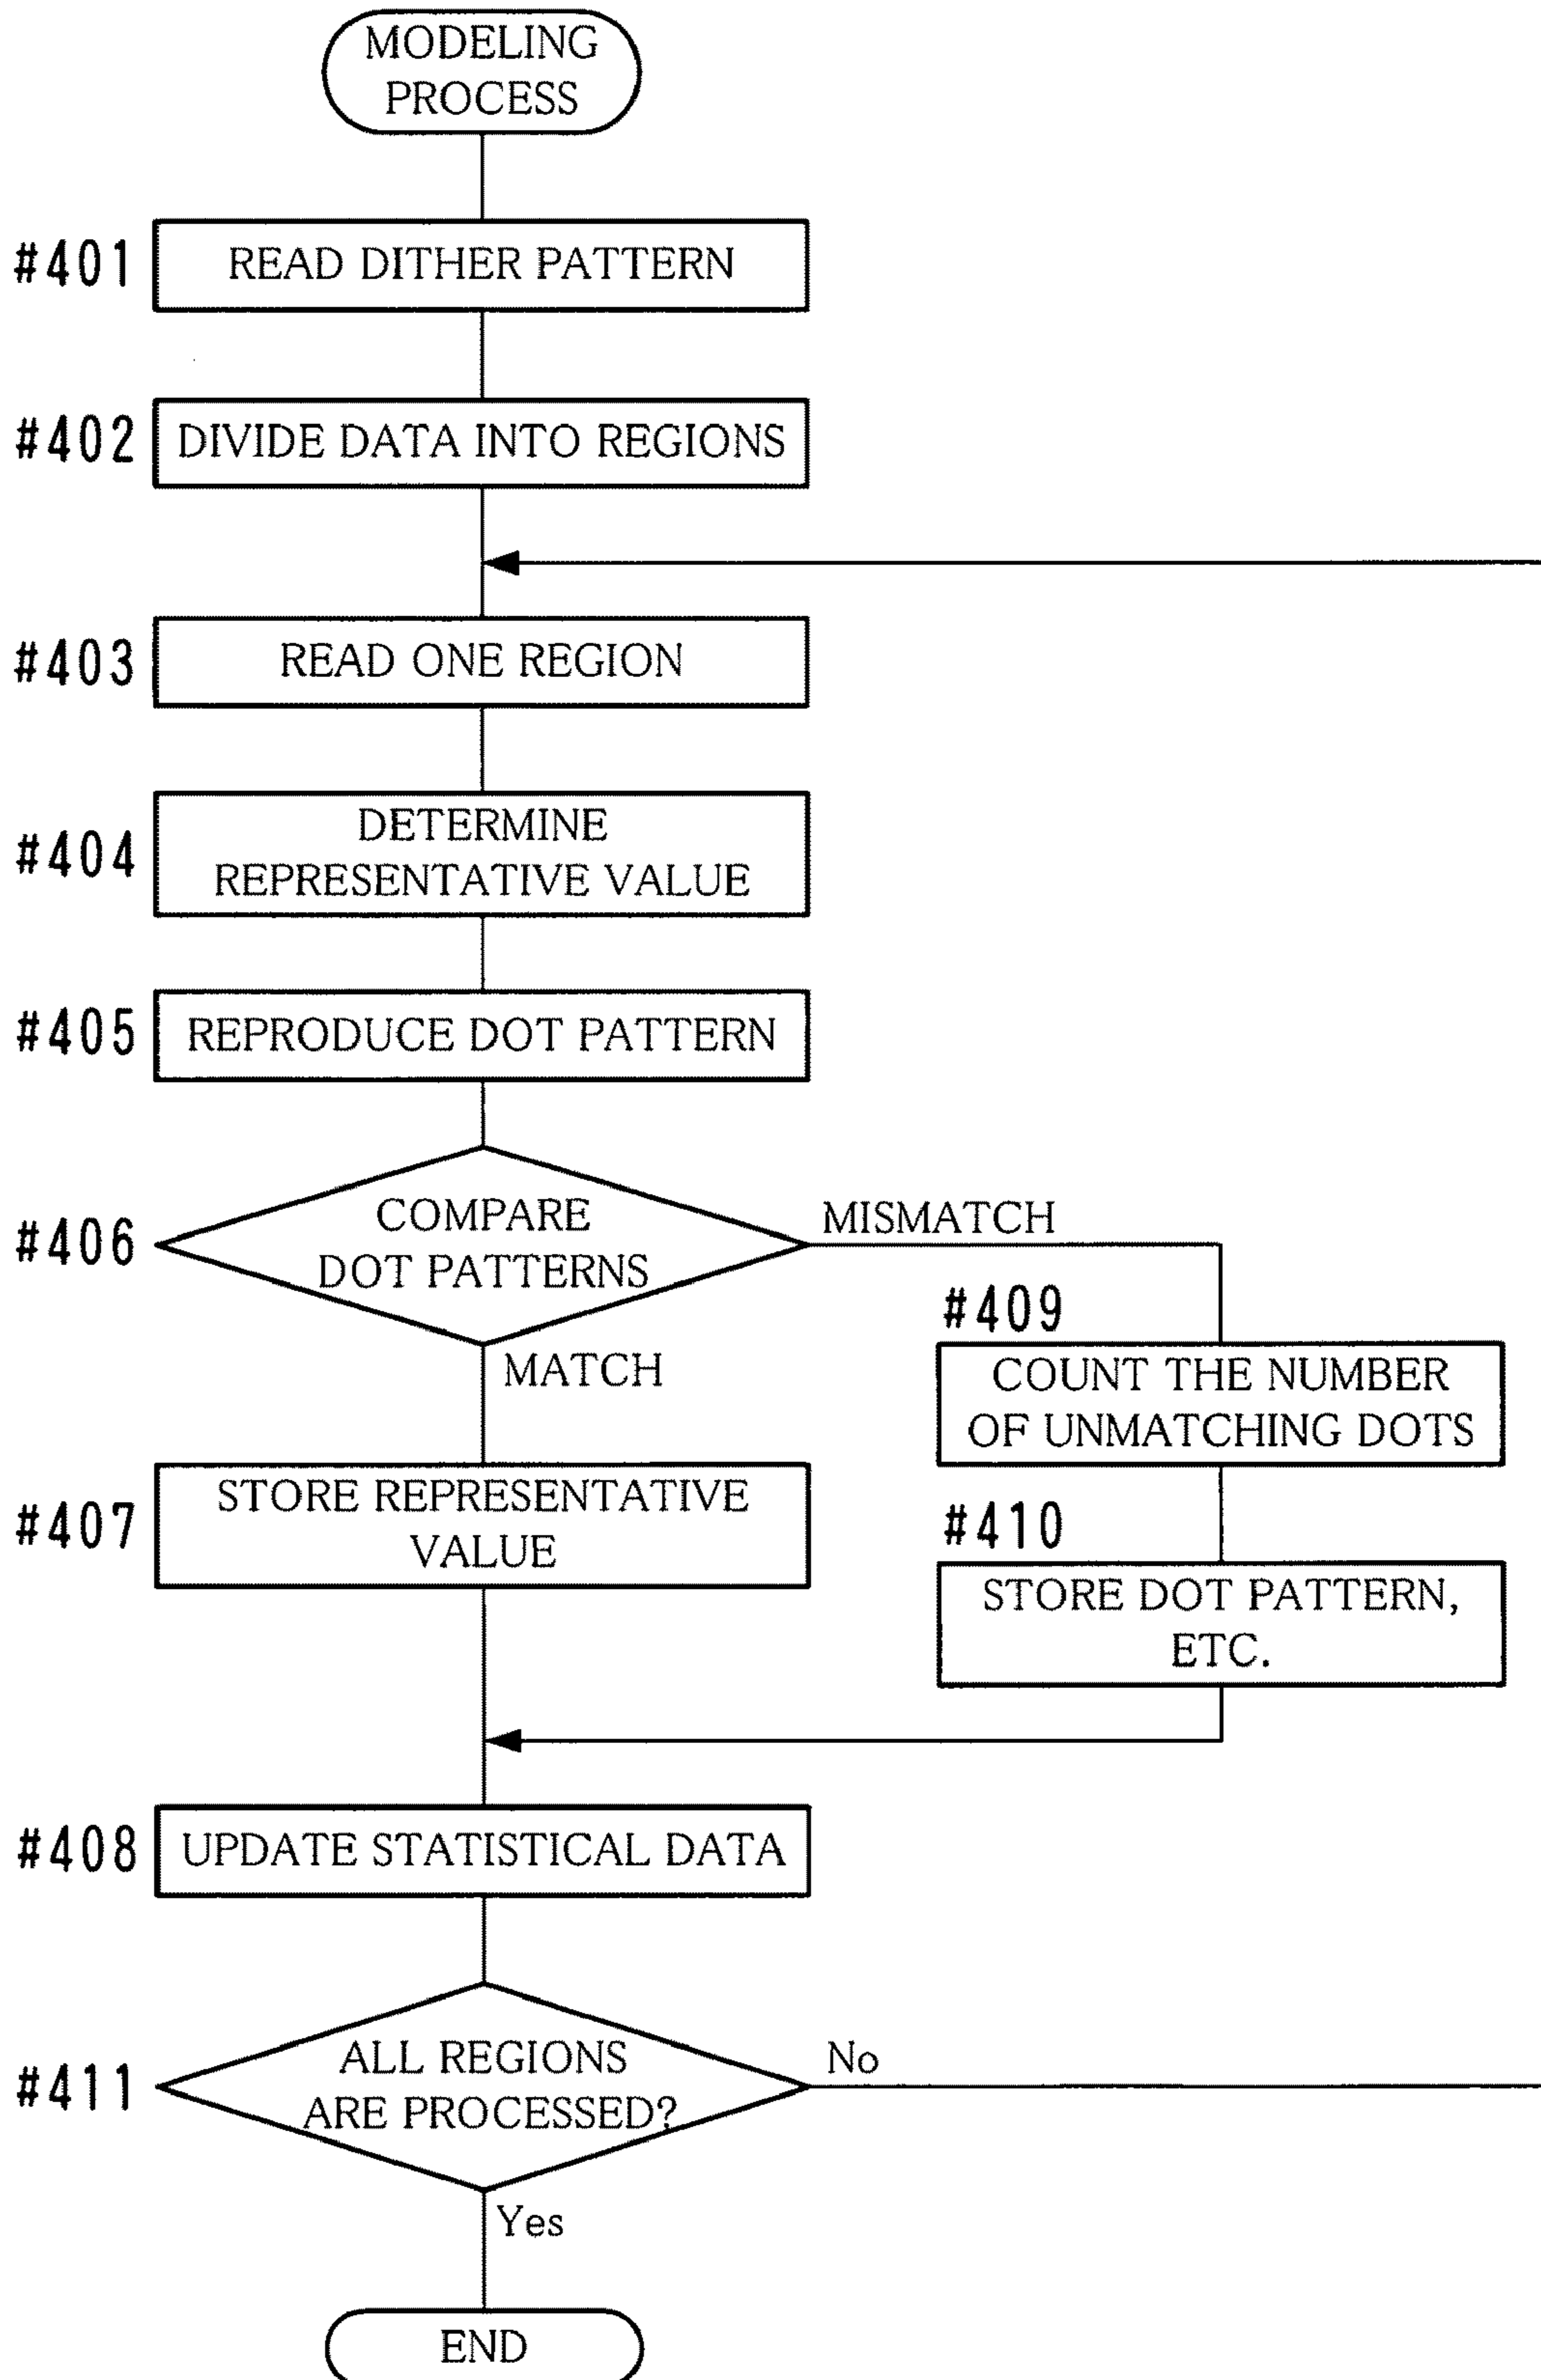 MODELING
PROCESS
#401
READ DITHER PATTERN
#402
DIVIDE DATA INTO REGIONS
#403
READ ONE REGION
#404
DETERMINE
REPRESENTATIVE VALUE
#405
REPRODUCE DOT PATTERN
#406
COMPARE
DOT PATTERNS
MISMATCH
MATCH
#409
COUNT THE NUMBER
OF UNMATCHING DOTS
#407
STORE REPRESENTATIVE
VALUE
#410
STORE DOT PATTERN,
ETC.
#408
UPDATE STATISTICAL DATA
#411
ALL REGIONS
ARE PROCESSED?
No
Yes
END